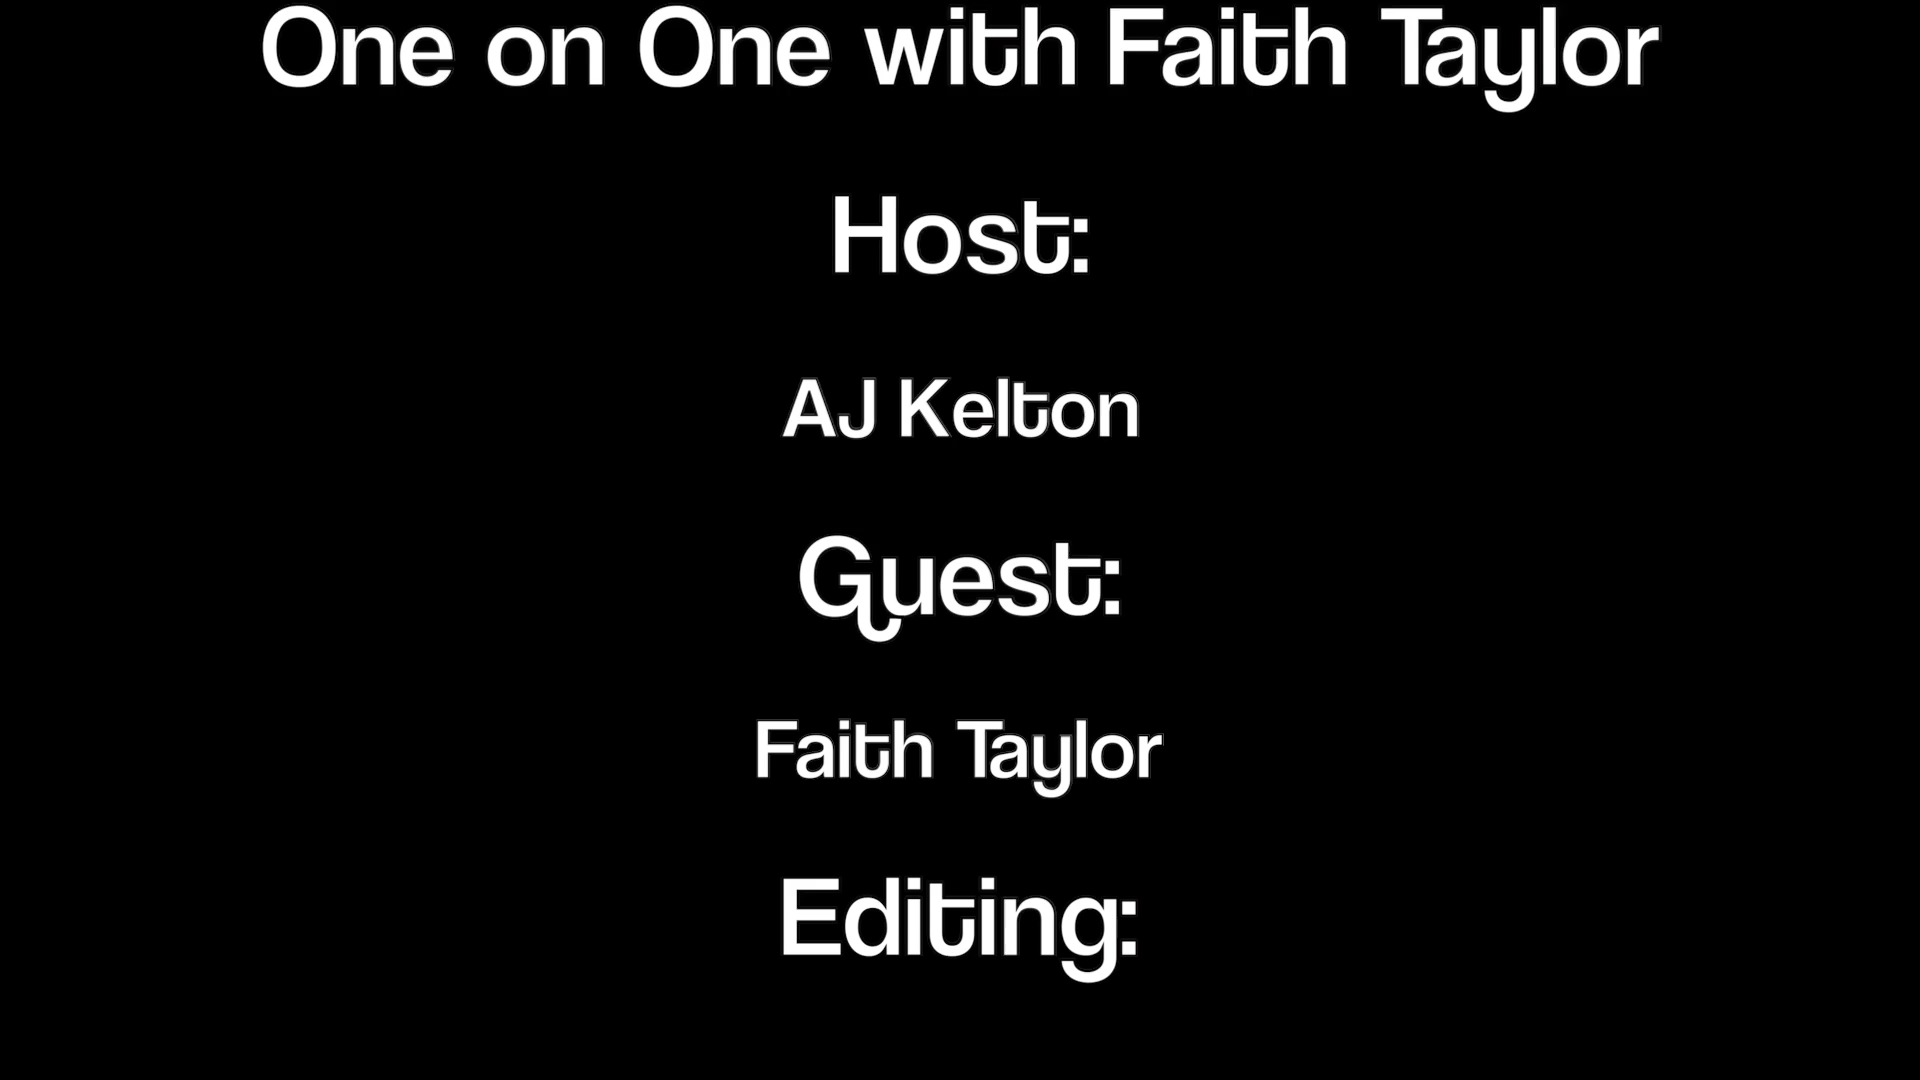 One on One with Faith Taylor
Host:
AJ Kelton
Guest:
Faith Taylor
Editing: